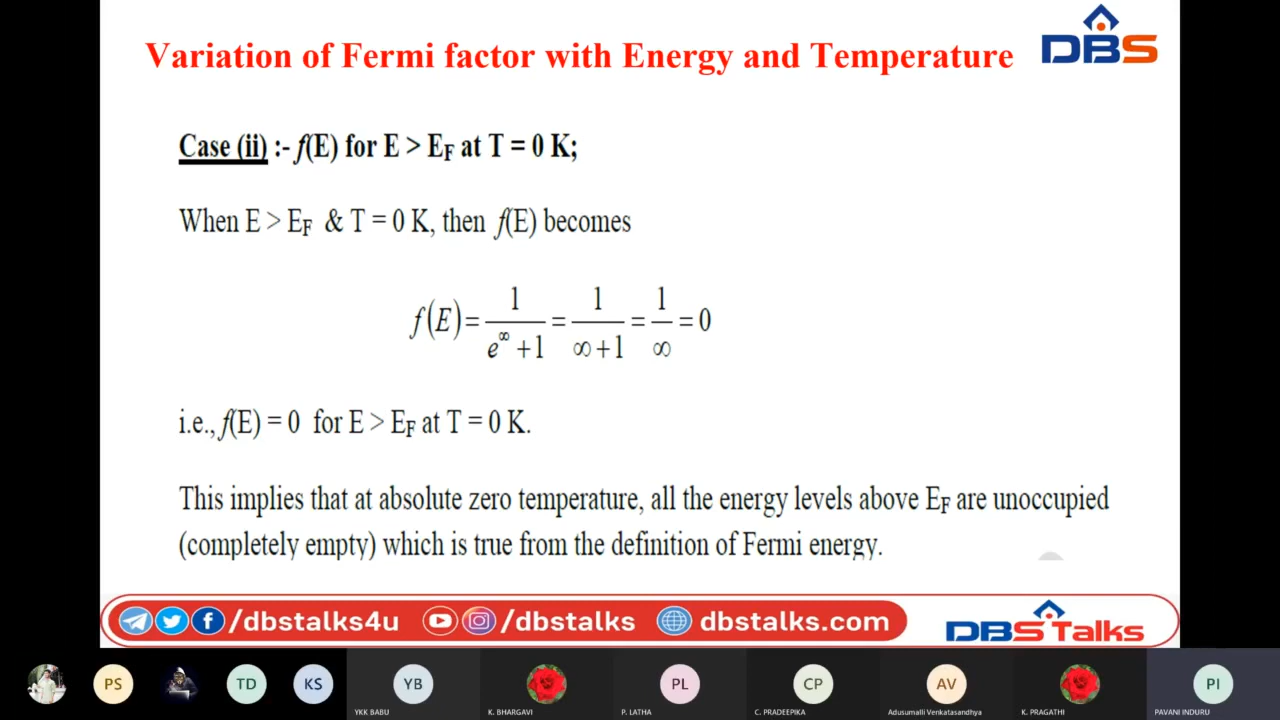 Variation of Fermi factor with Energy and Temperature
DBS
Case (ii) :- f(E) for E > E_F at T = 0 K;
When E > E_F & T = 0 K, then f(E) becomes
f(E) = 1/(e^∞ + 1) = 1/(∞ + 1) = 1/∞ = 0
i.e., f(E) = 0 for E > E_F at T = 0 K.
This implies that at absolute zero temperature, all the energy levels above E_F are unoccupied
(completely empty) which is true from the definition of Fermi energy.
/dbstalks4u /dbstalks dbstalks.com DBS Talks
PS TD KS YB PL CP AV PI
YKK BABU K. BHARGAVI P. LATHA C. PRADEEPIKA Adusumalli Venkatasandhya K. PRAGATHI PAVANI INDURU